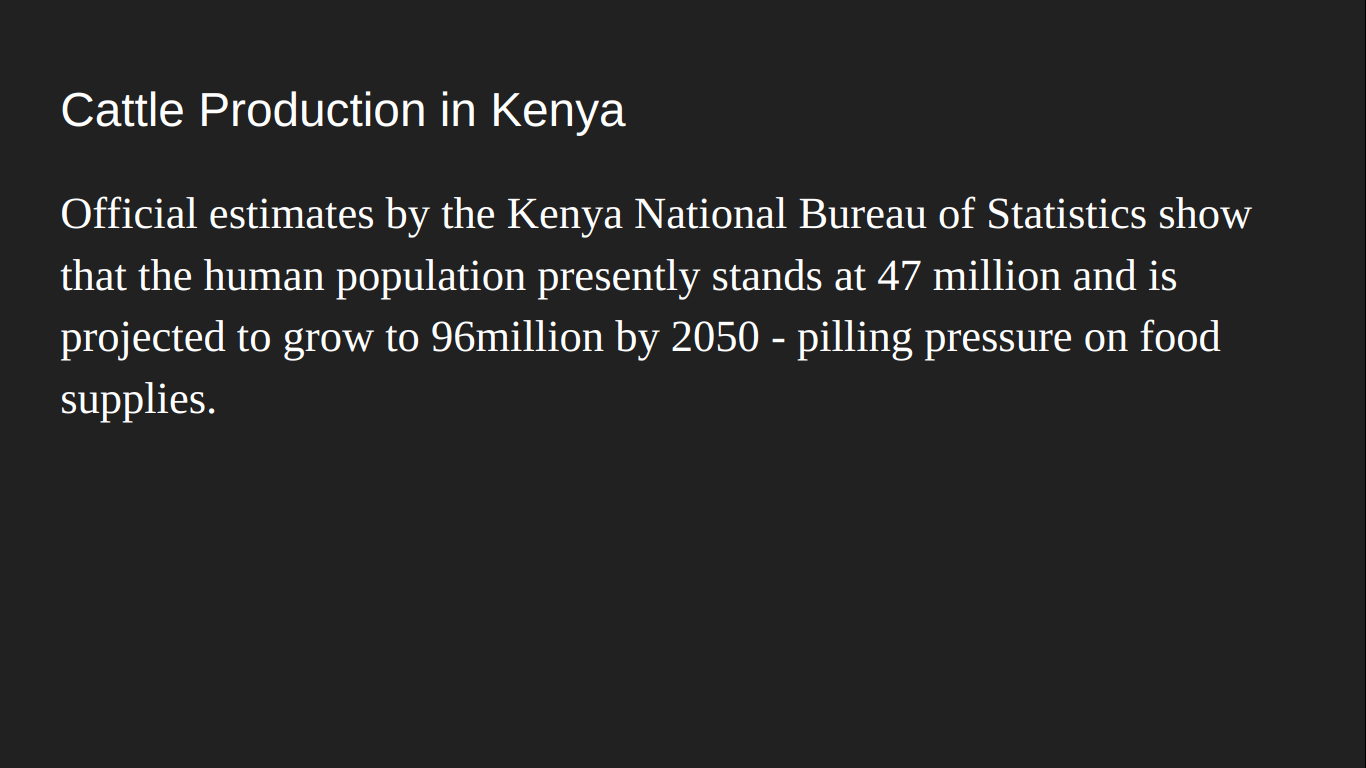 Cattle Production in Kenya
Official estimates by the Kenya National Bureau of Statistics show
that the human population presently stands at 47 million and is
projected to grow to 96million by 2050 - pilling pressure on food
supplies.